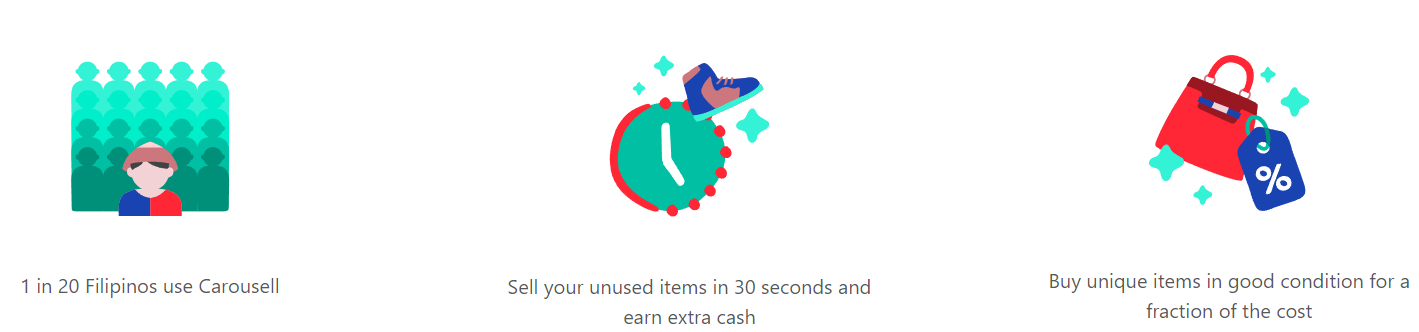 %
1 in 20 Filipinos use Carousell
Sell your unused items in 30 seconds and
earn extra cash
Buy unique items in good condition for a
fraction of the cost